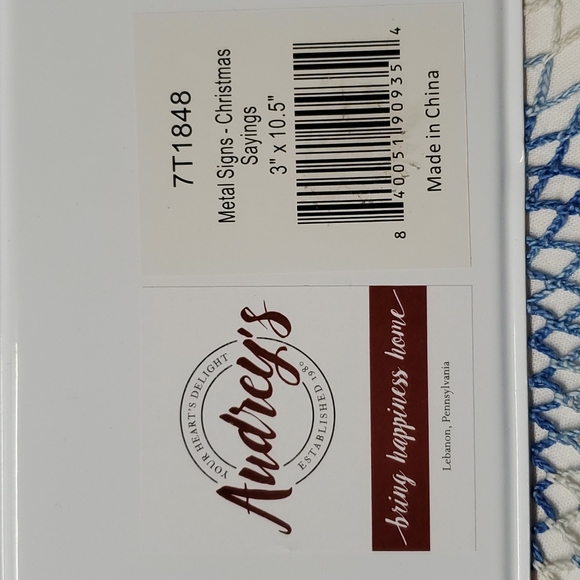 7T1848
Metal Signs - Christmas
Sayings
3" x 10.5"
8 40051 90935 4
Made in China
YOUR HEART'S DELIGHT
Audrey's
ESTABLISHED 1980
bring happiness home
Lebanon, Pennsylvania